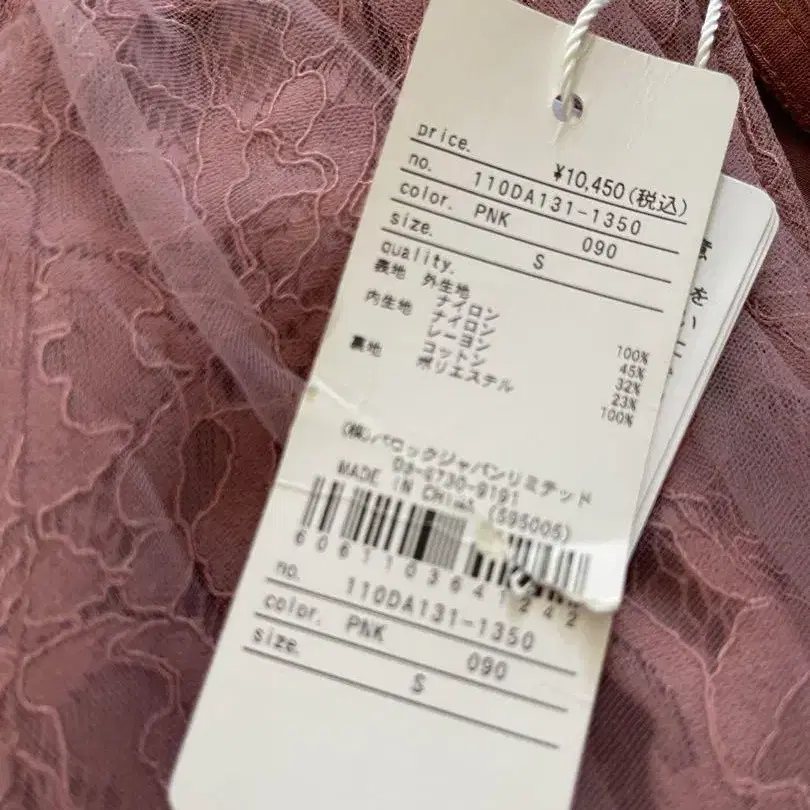 price.
¥10,450(税込)
no. 110DA131-1350
color. PNK 090
size. S
quality.
表地 外生地
ナイロン 100%
内生地 ナイロン 45%
レーヨン 32%
コットン 23%
裏地 ポリエステル 100%
(株)バロックジャパンリミテッド
03-6730-9191
MADE IN CHINA (595005)
6061103641242
no. 110DA131-1350
color. PNK 090
size. S
を
い